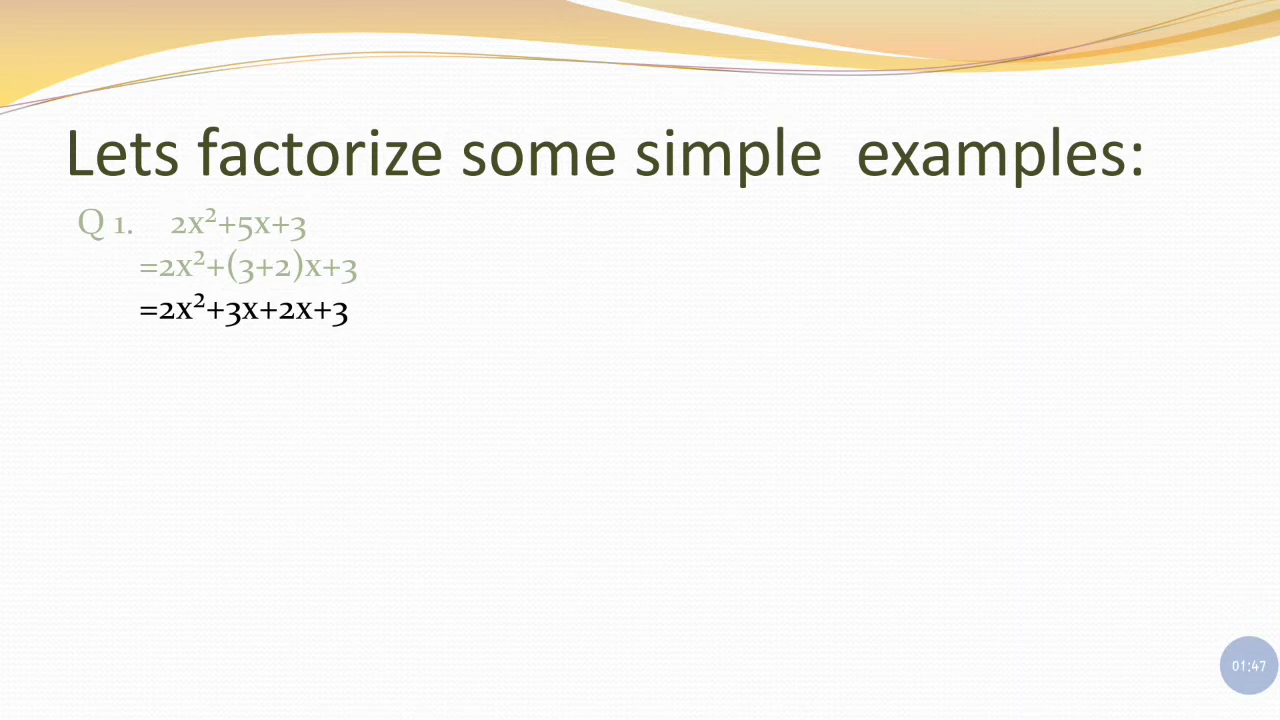 Lets factorize some simple  examples:
Q 1. 2x²+5x+3
=2x²+(3+2)x+3
=2x²+3x+2x+3
01:47